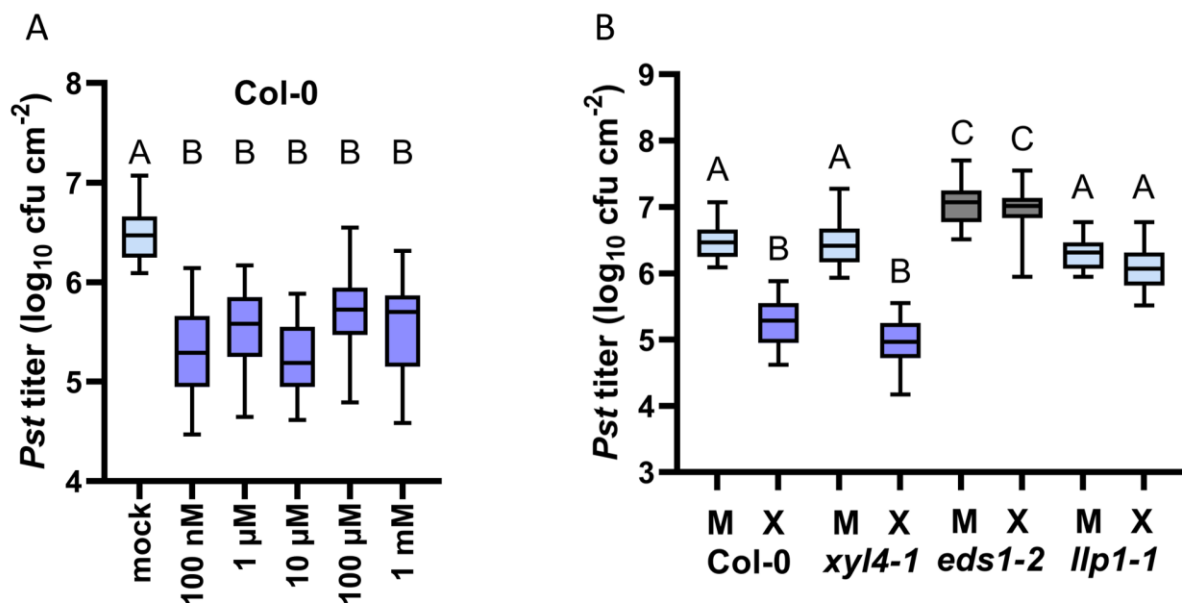 A
Col-0
Pst titer (log10 cfu cm-2)
8
7
6
5
4
A B B B B B
mock
100 nM
1 µM
10 µM
100 µM
1 mM
B
Pst titer (log10 cfu cm-2)
9
8
7
6
5
4
3
A B A B C C A A
M X M X M X M X
Col-0 xyl4-1 eds1-2 llp1-1